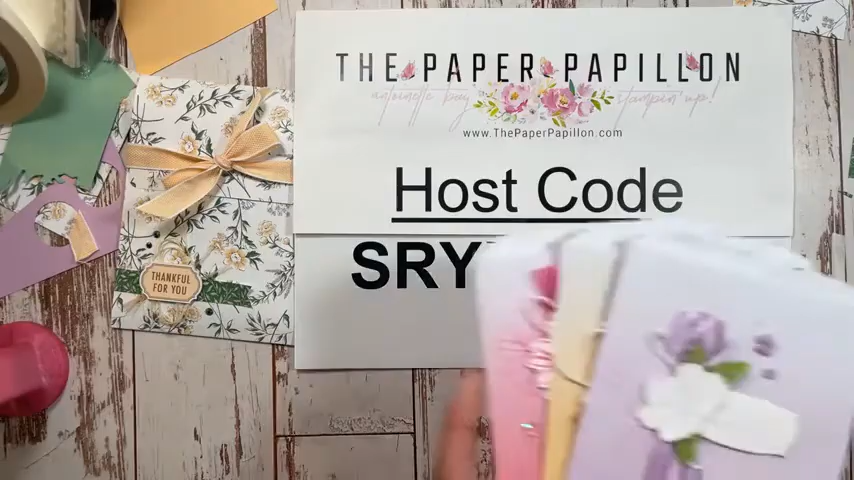 THE PAPER PAPILLON
antoinette bay stampin' up!
www.ThePaperPapillon.com
Host Code
SRY
THANKFUL
FOR YOU